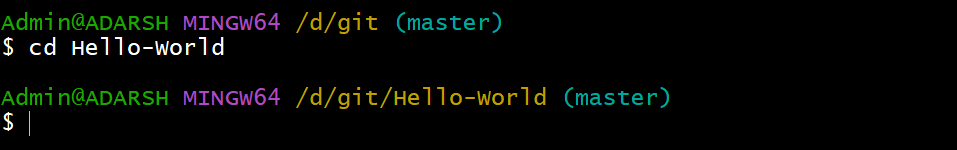 Admin@ADARSH MINGW64 /d/git (master)
$ cd Hello-World
Admin@ADARSH MINGW64 /d/git/Hello-World (master)
$